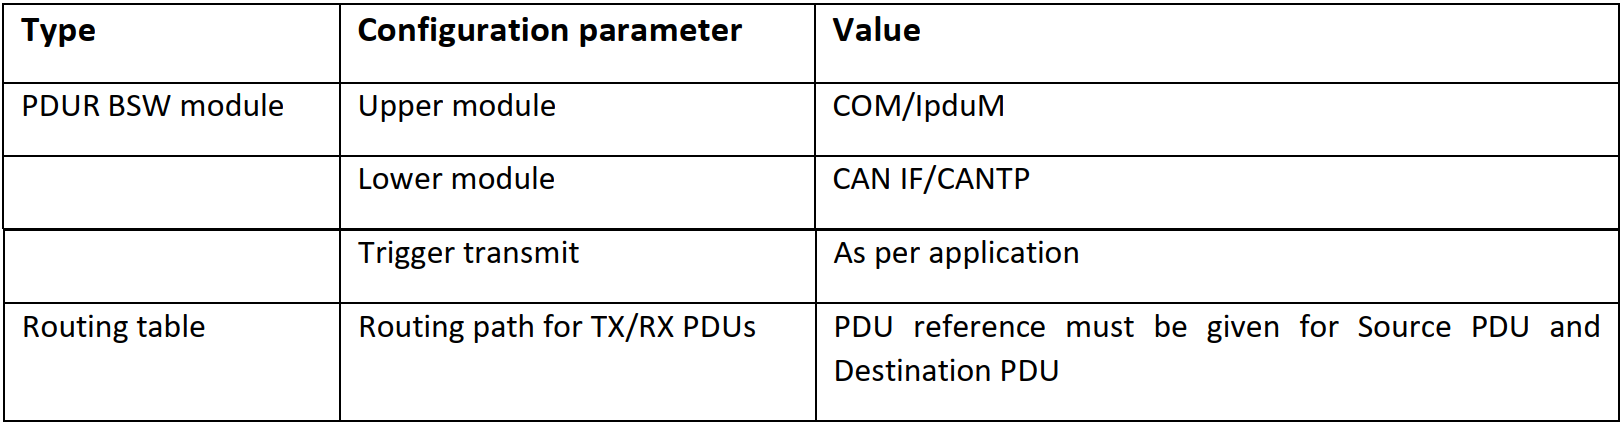 Type Configuration parameter Value
PDUR BSW module Upper module COM/IpduM
Lower module CAN IF/CANTP
Trigger transmit As per application
Routing table Routing path for TX/RX PDUs PDU reference must be given for Source PDU and
Destination PDU